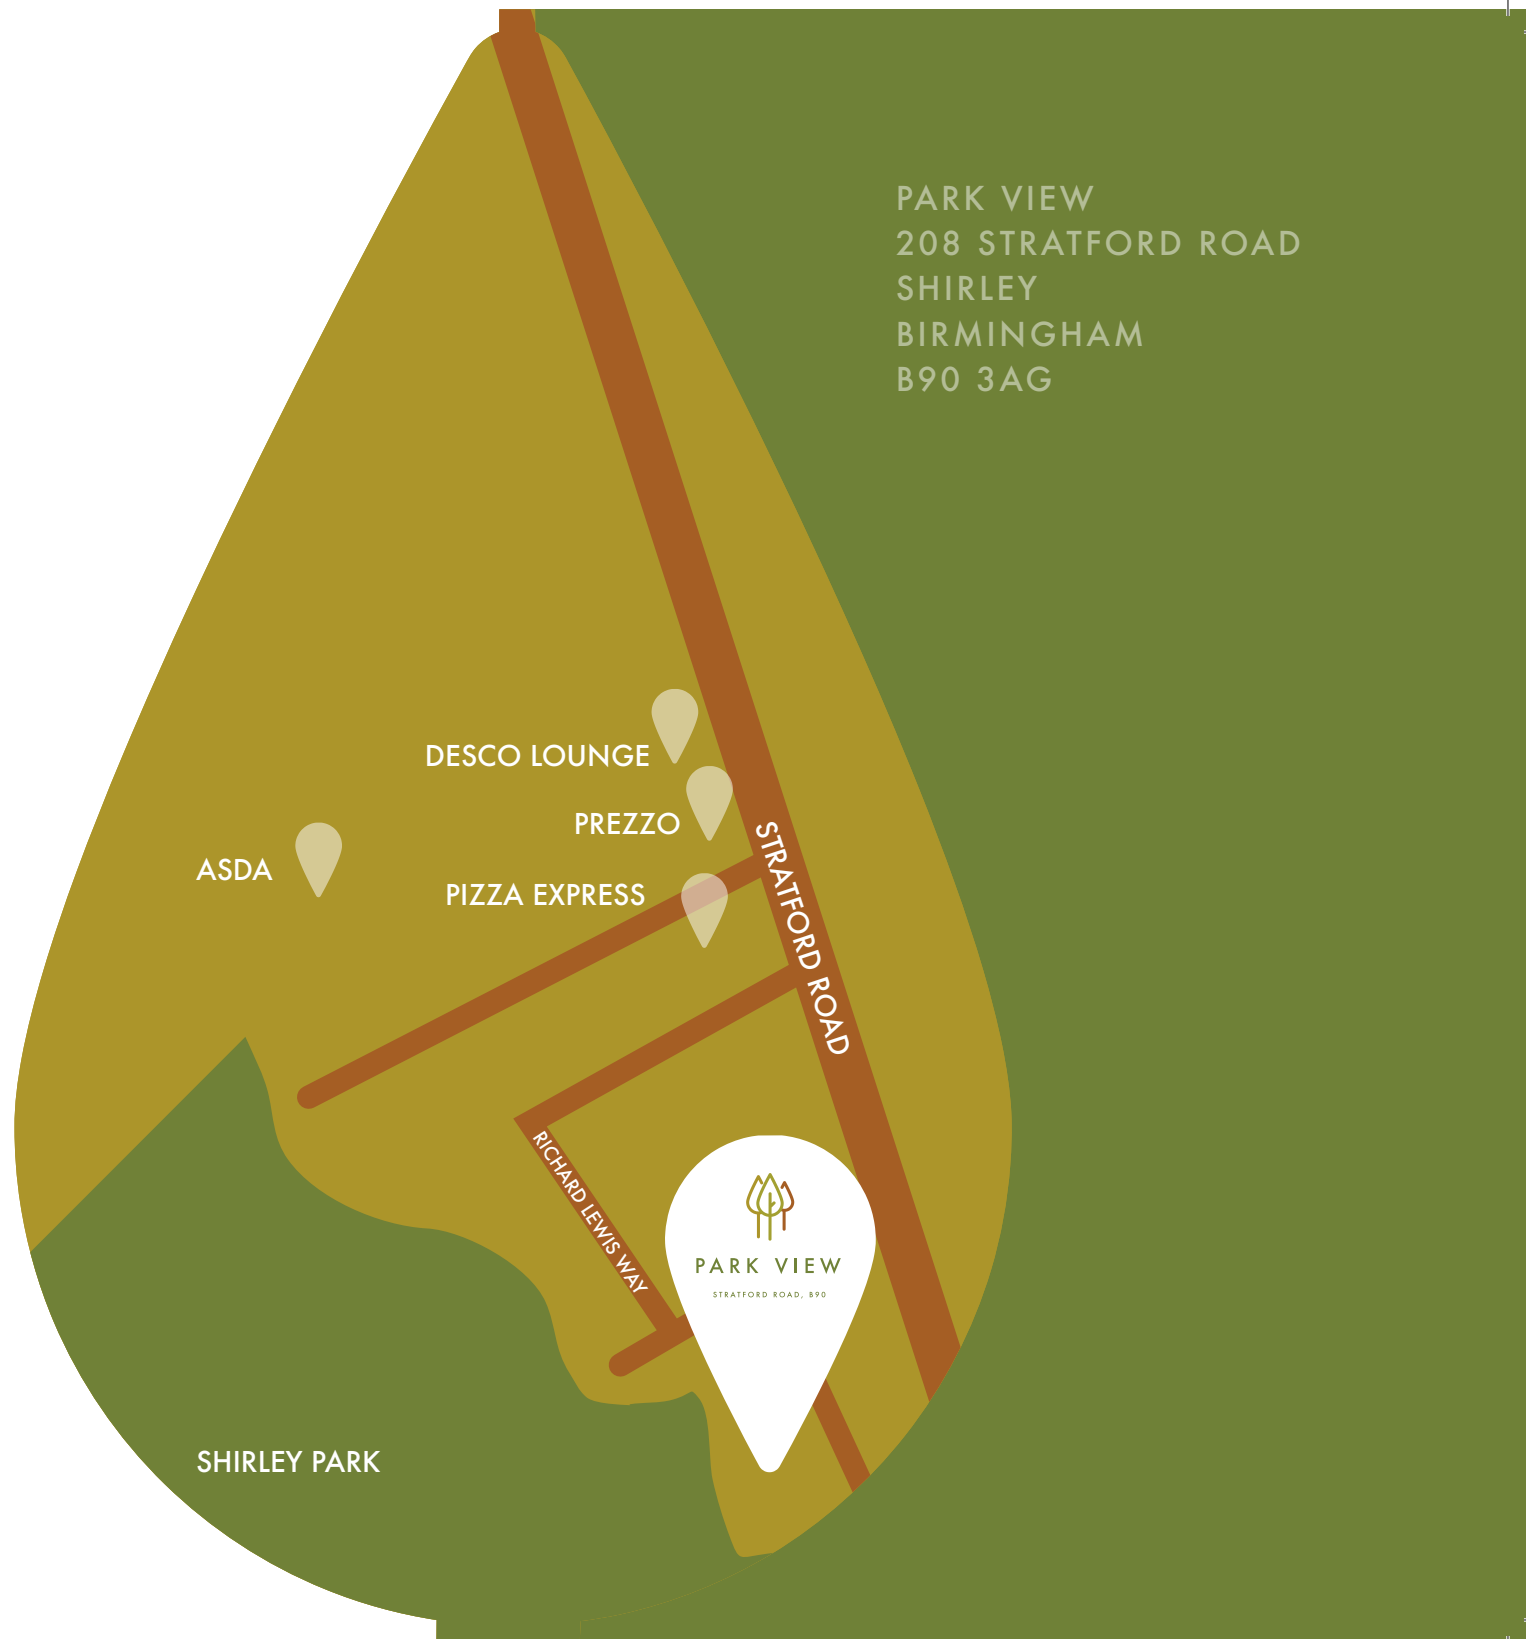 PARK VIEW
208 STRATFORD ROAD
SHIRLEY
BIRMINGHAM
B90 3AG
DESCO LOUNGE
PREZZO
ASDA
PIZZA EXPRESS
STRATFORD ROAD
RICHARD LEWIS WAY
PARK VIEW
STRATFORD ROAD, B90
SHIRLEY PARK